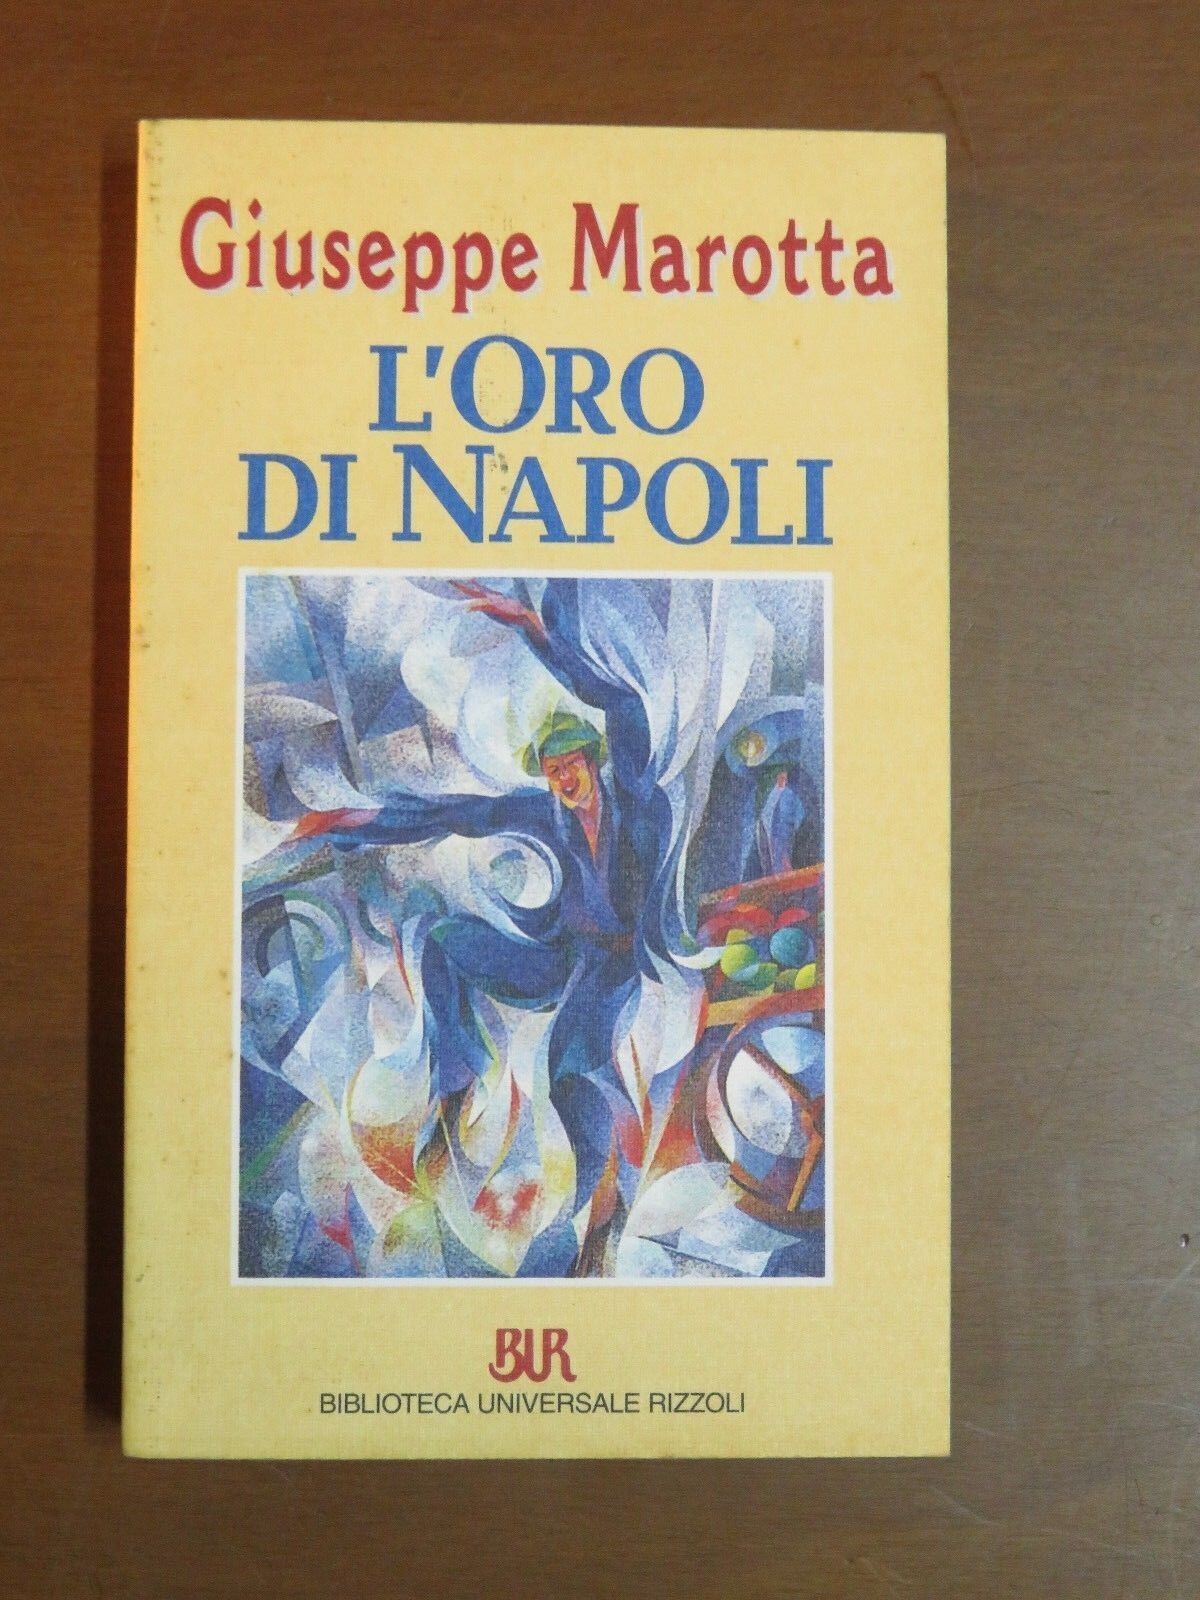 Giuseppe Marotta
L'ORO
DI NAPOLI
BUR
BIBLIOTECA UNIVERSALE RIZZOLI